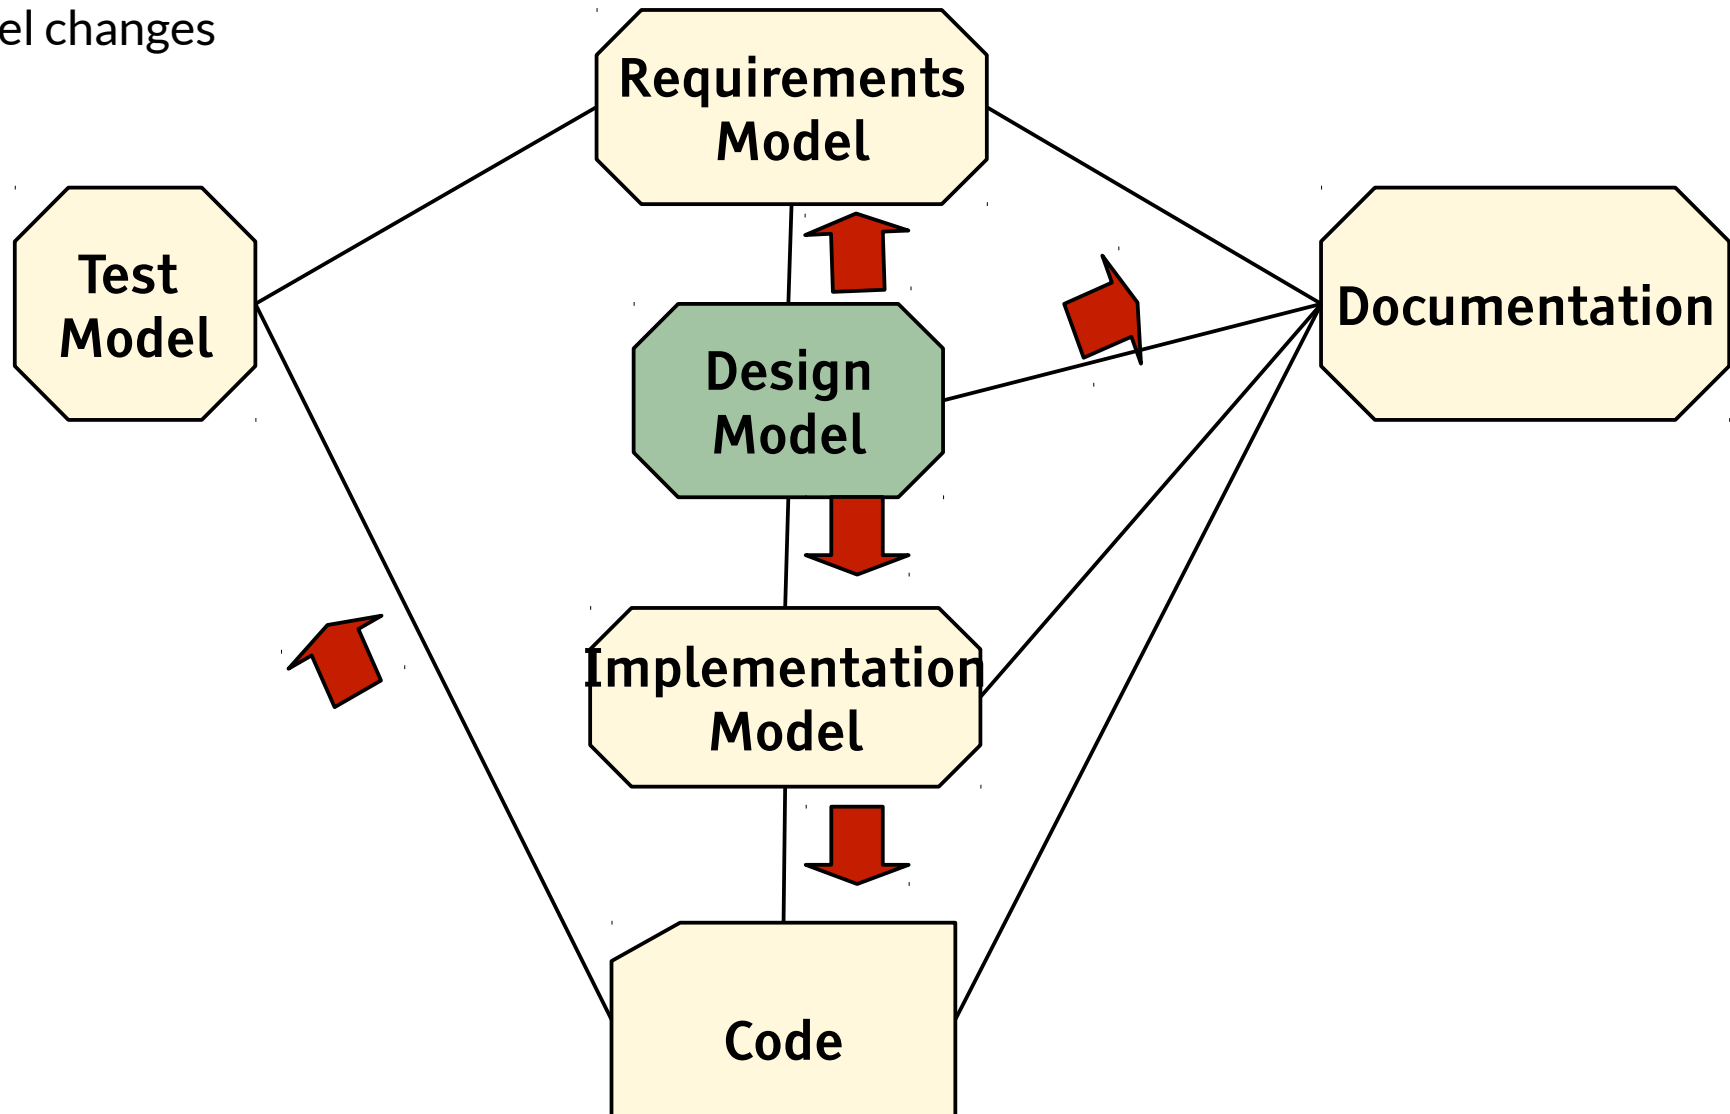 el changes
Requirements
Model
Test
Model
Documentation
Design
Model
Implementation
Model
Code